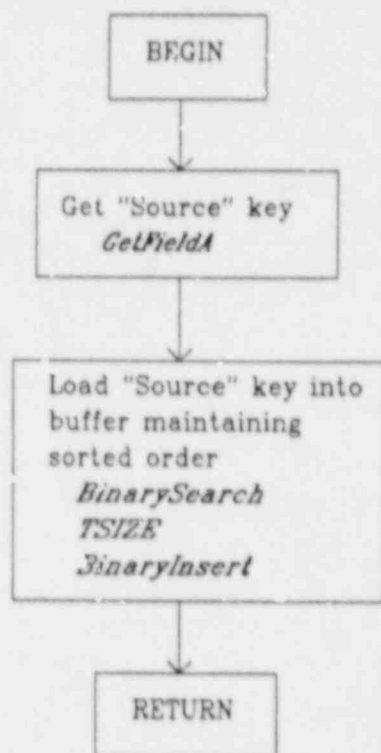 BEGIN
Get "Source" key
GetFieldA
Load "Source" key into
buffer maintaining
sorted order
BinarySearch
TSIZE
BinaryInsert
RETURN